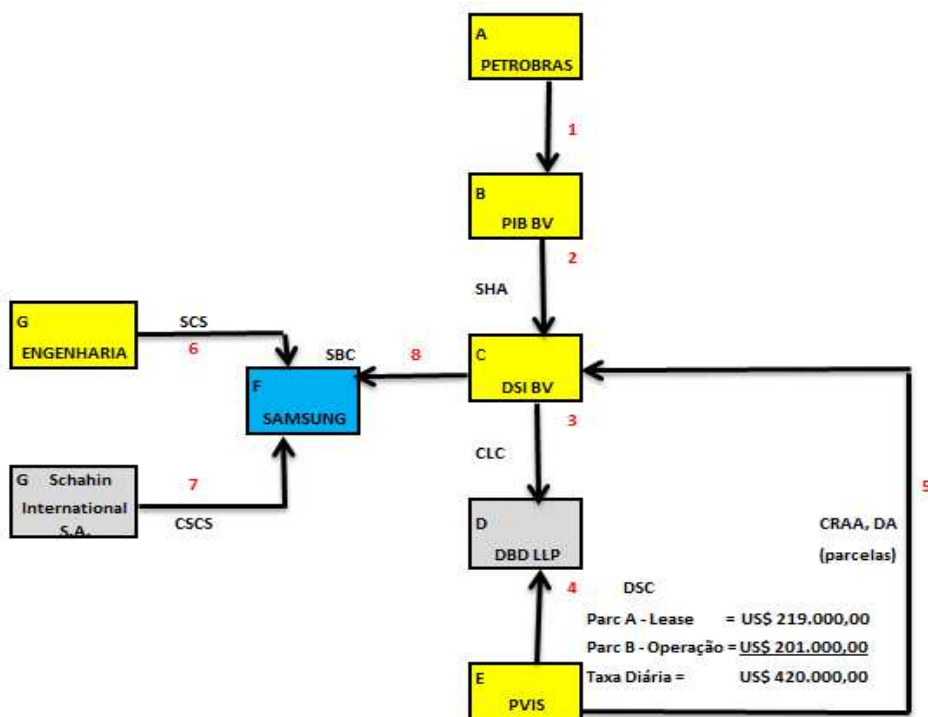 A
PETROBRAS
1
B
PIB BV
2
SHA
G
ENGENHARIA
SCS
6
SBC
8
C
DSI BV
F
SAMSUNG
3
CLC
G Schahin
International
S.A.
7
CSCS
D
DBD LLP
5
CRAA, DA
(parcelas)
4
DSC
Parc A - Lease = US$ 219.000,00
Parc B - Operação = US$ 201.000,00
Taxa Diária = US$ 420.000,00
E
PVIS